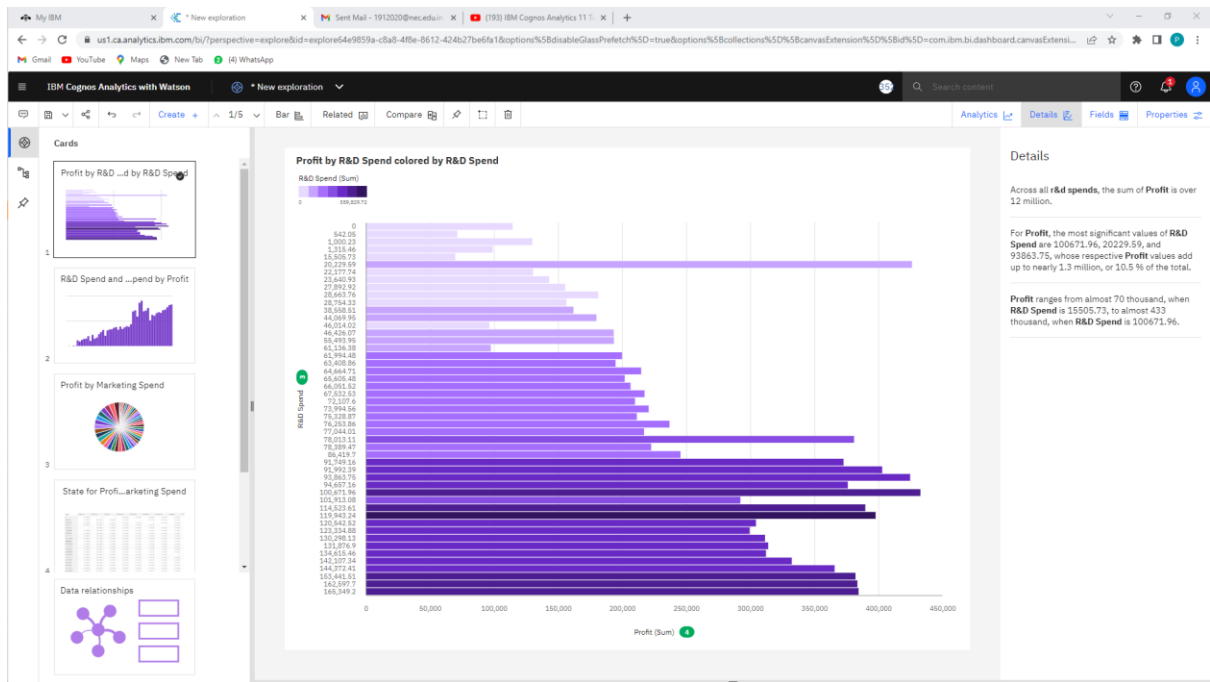 My IBM
* New exploration
Sent Mail - 1912020@nec.edu.in
(193) IBM Cognos Analytics 11 T
us1.ca.analytics.ibm.com/bi/?perspective=explore&id=explore64e9859a-c8a8-4f8e-8612-424b27be6fa1&options%5BdisableGlassPrefetch%5D=true&options%5Bcollections%5D%5BcanvasExtension%5D%5Bid%5D=com.ibm.bi.dashboard.canvasExtensi...
P
Gmail
YouTube
Maps
New Tab
(4) WhatsApp
IBM Cognos Analytics with Watson
* New exploration
Search content
1
Create +
1/5
Bar
Related
Compare
Analytics
Details
Fields
Properties
Cards
Profit by R&D ...d by R&D Spend
1
R&D Spend and ...pend by Profit
2
Profit by Marketing Spend
3
State for Profi...arketing Spend
4
Data relationships
Profit by R&D Spend colored by R&D Spend
R&D Spend (Sum)
0
359,829.72
0
542.05
1,000.23
1,315.46
15,505.73
20,229.59
22,177.74
23,640.93
27,892.92
28,663.76
28,754.33
38,558.51
44,069.95
46,014.02
46,426.07
55,493.95
61,136.38
61,994.48
63,408.86
64,664.71
65,605.48
66,051.52
67,532.53
72,107.6
73,994.56
75,328.87
76,253.86
77,044.01
78,013.11
78,389.47
86,419.7
91,749.16
91,992.39
93,863.75
94,657.16
100,671.96
101,913.08
114,523.61
119,943.24
120,542.52
123,334.88
130,298.13
131,876.9
134,615.46
142,107.34
144,372.41
153,441.51
162,597.7
165,349.2
R&D Spend
3
0
50,000
100,000
150,000
200,000
250,000
300,000
350,000
400,000
450,000
Profit (Sum)
4
Details
Across all r&d spends, the sum of Profit is over
12 million.
For Profit, the most significant values of R&D
Spend are 100671.96, 20229.59, and
93863.75, whose respective Profit values add
up to nearly 1.3 million, or 10.5 % of the total.
Profit ranges from almost 70 thousand, when
R&D Spend is 15505.73, to almost 433
thousand, when R&D Spend is 100671.96.